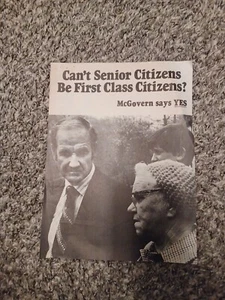 Can't Senior Citizens
Be First Class Citizens?
McGovern says YES